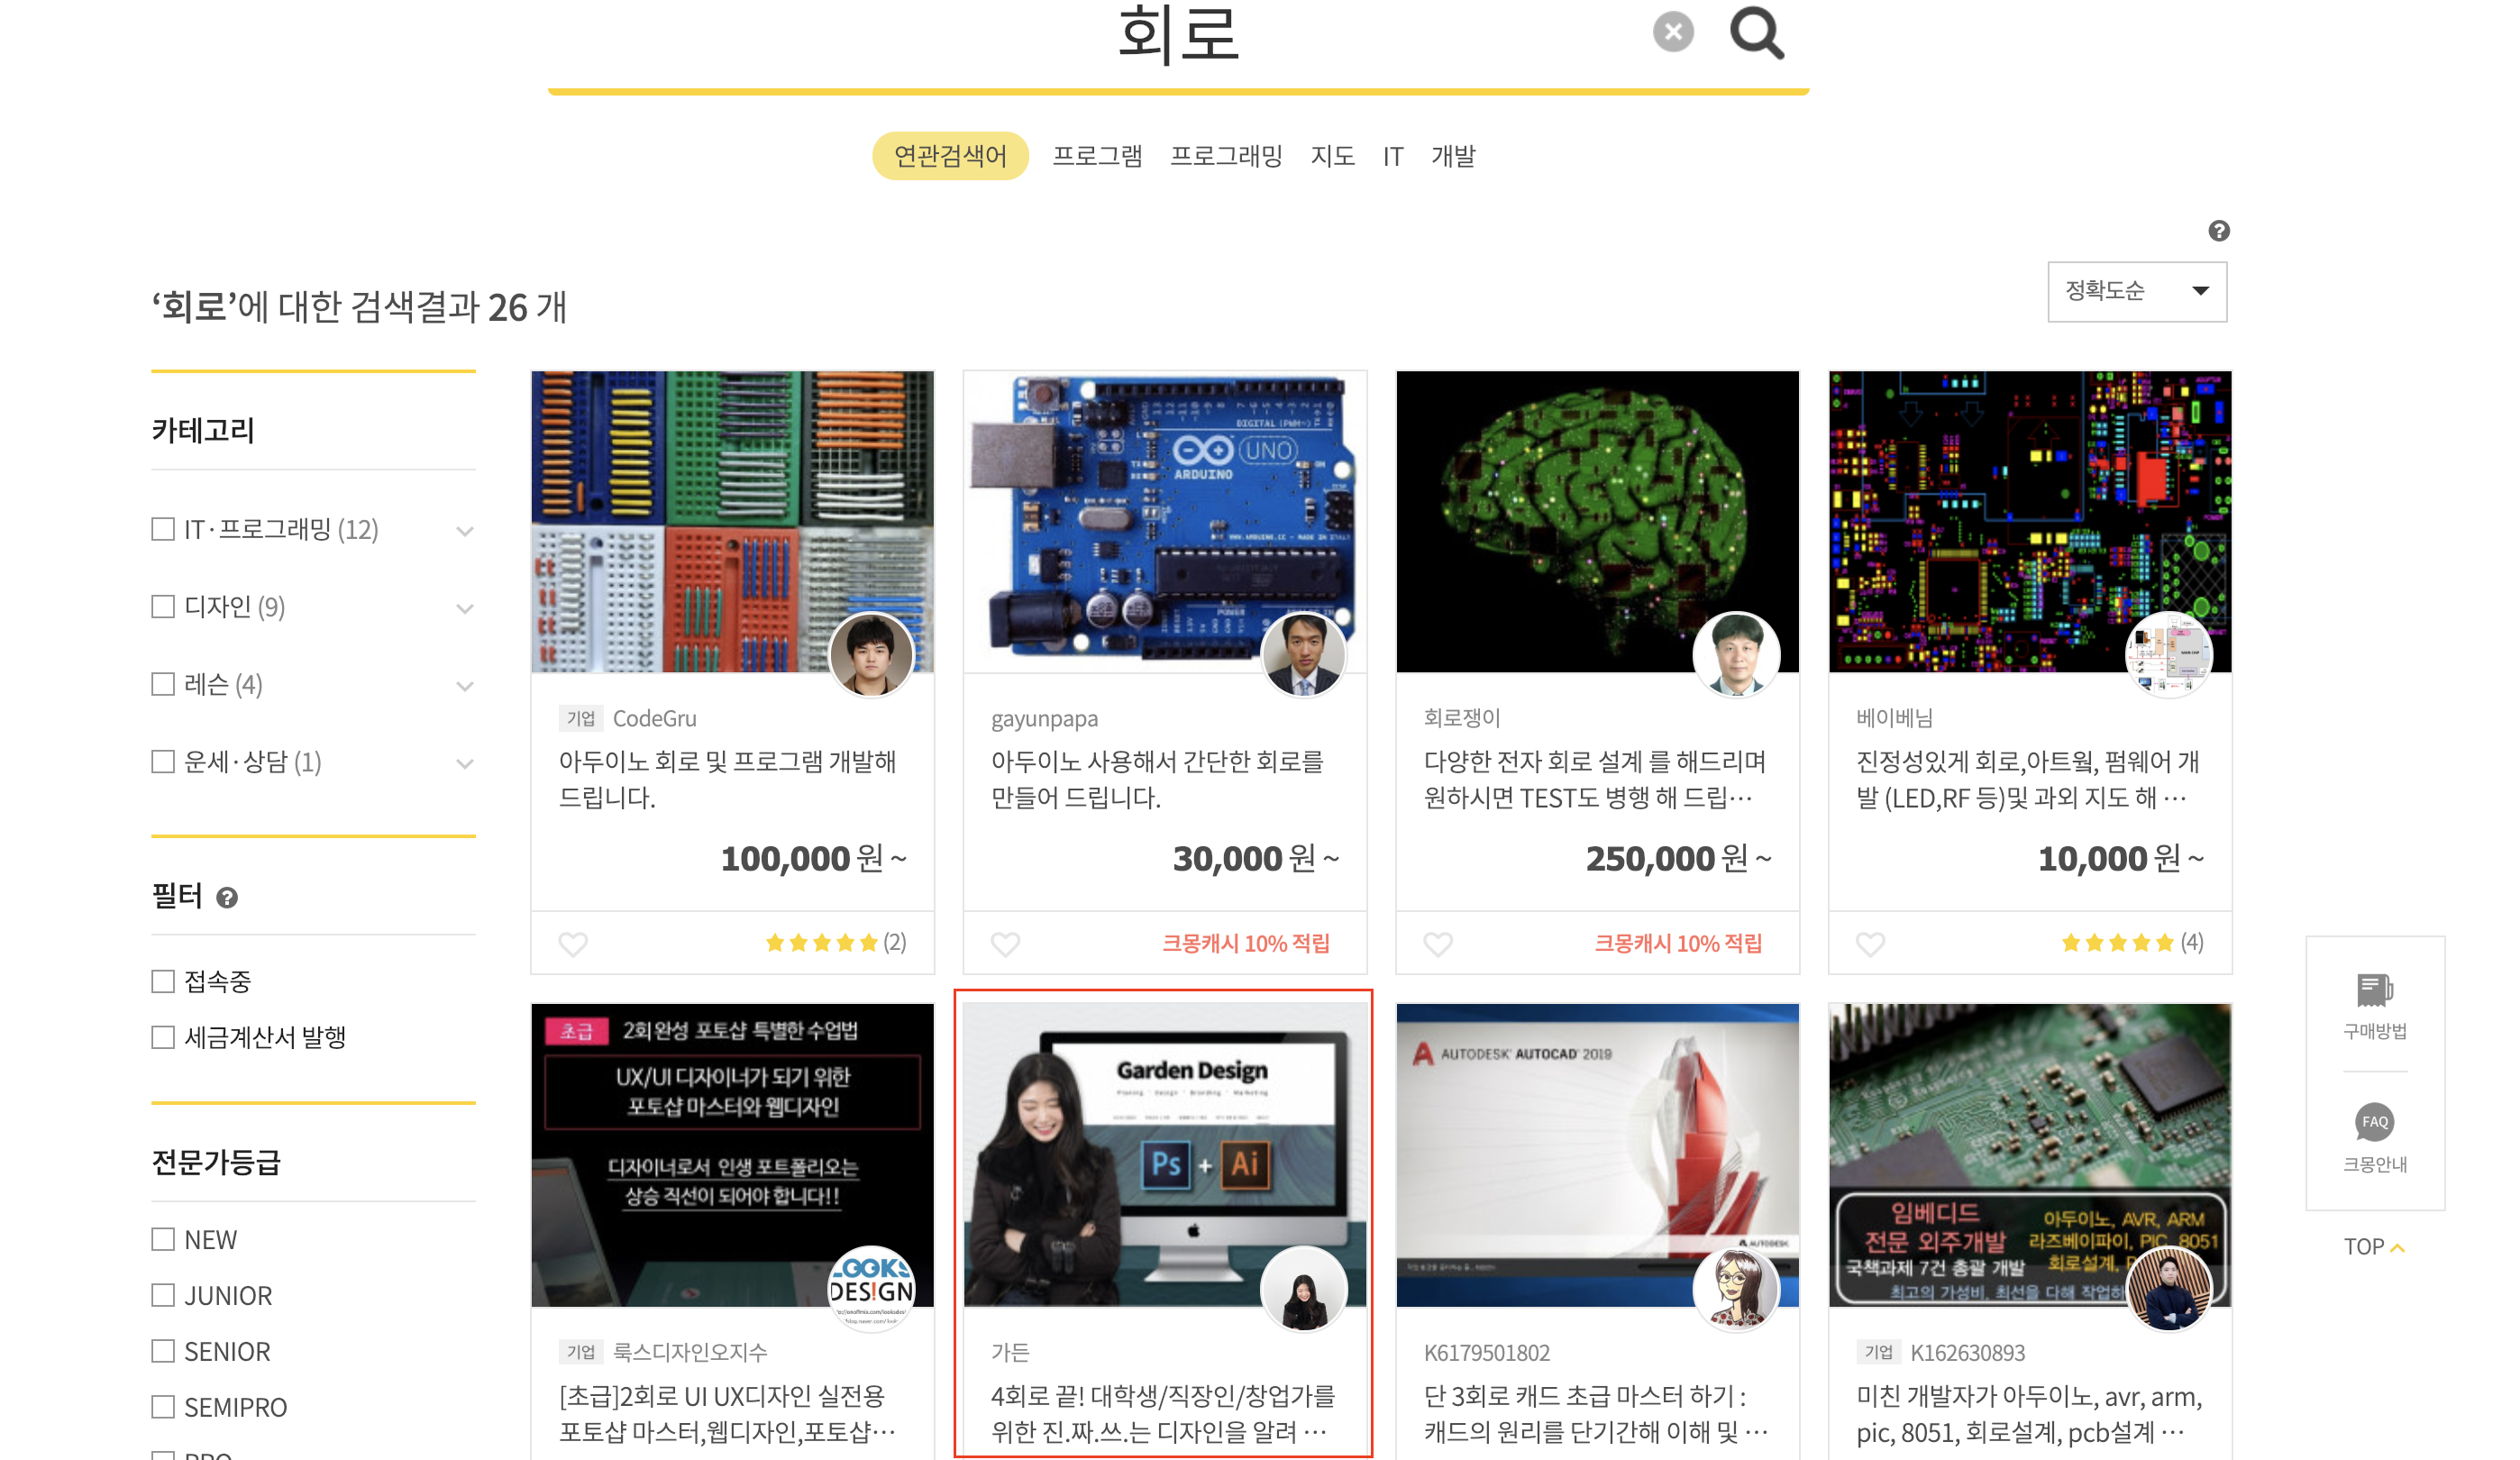 회로
연관검색어 프로그램 프로그래밍 지도 IT 개발
‘회로’에 대한 검색결과 26 개
정확도순
카테고리
IT·프로그래밍 (12)
디자인 (9)
레슨 (4)
운세·상담 (1)
필터
접속중
세금계산서 발행
전문가등급
NEW
JUNIOR
SENIOR
SEMIPRO
PRO
기업 CodeGru
아두이노 회로 및 프로그램 개발해
드립니다.
100,000 원 ~
(2)
DIGITAL (PWM~)
UNO
ARDUINO
POWER
gayunpapa
아두이노 사용해서 간단한 회로를
만들어 드립니다.
30,000 원 ~
크몽캐시 10% 적립
회로쟁이
다양한 전자 회로 설계 를 해드리며
원하시면 TEST도 병행 해 드립···
250,000 원 ~
크몽캐시 10% 적립
베이베님
진정성있게 회로,아트웤, 펌웨어 개
발 (LED,RF 등)및 과외 지도 해 ···
10,000 원 ~
(4)
초급 2회완성 포토샵 특별한 수업법
UX/UI 디자이너가 되기 위한
포토샵 마스터와 웹디자인
디자이너로서 인생 포트폴리오는
상승 직선이 되어야 합니다!!
LOOKS
DES!GN
기업 룩스디자인오지수
[초급]2회로 UI UX디자인 실전용
포토샵 마스터,웹디자인,포토샵···
Garden Design
Planning · Design · Branding · Marketing
Ps + Ai
가든
4회로 끝! 대학생/직장인/창업가를
위한 진.짜.쓰.는 디자인을 알려 ···
AUTODESK® AUTOCAD® 2019
AUTODESK.
K6179501802
단 3회로 캐드 초급 마스터 하기 :
캐드의 원리를 단기간해 이해 및 ···
임베디드
전문 외주개발
국책과제 7건 총괄 개발
아두이노, AVR, ARM
라즈베이파이, PIC, 8051
회로설계,
최고의 가성비, 최선을 다해 작업하
기업 K162630893
미친 개발자가 아두이노, avr, arm,
pic, 8051, 회로설계, pcb설계 ···
구매방법
FAQ
크몽안내
TOP